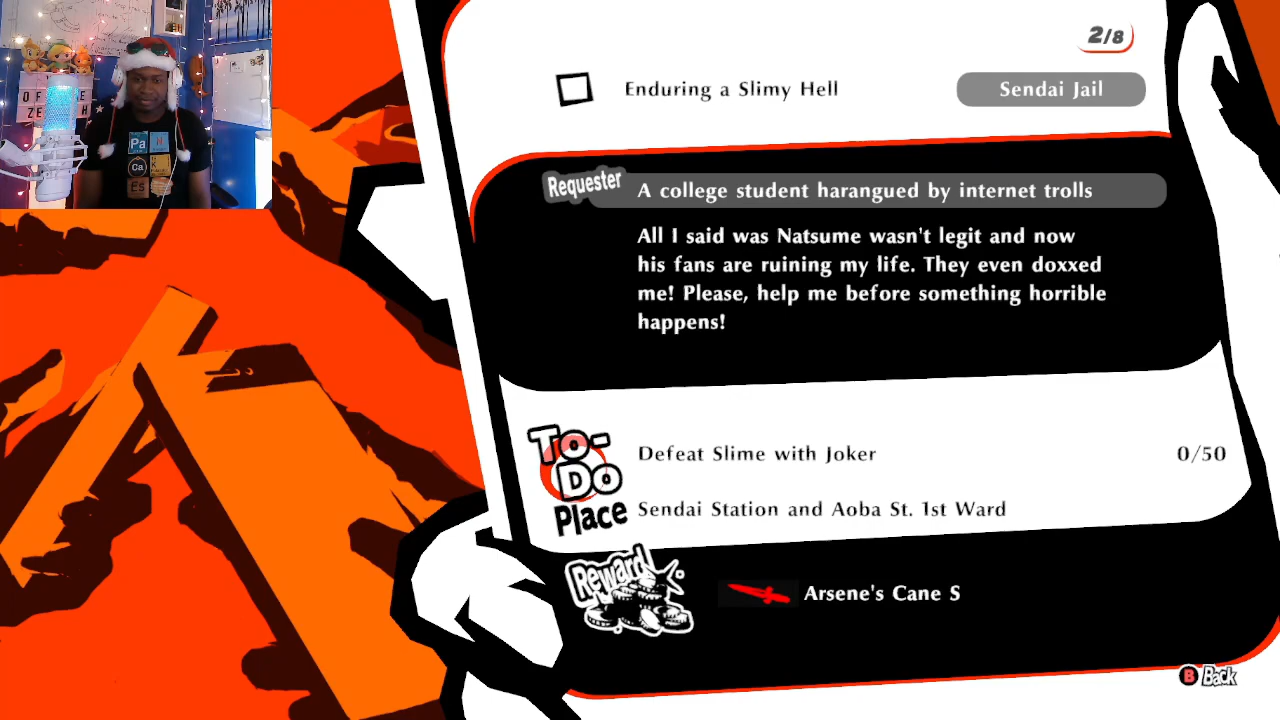 2/8
Enduring a Slimy Hell
Sendai Jail
Requester
A college student harangued by internet trolls
All I said was Natsume wasn't legit and now
his fans are ruining my life. They even doxxed
me! Please, help me before something horrible
happens!
To-
Do
Defeat Slime with Joker
0/50
Place
Sendai Station and Aoba St. 1st Ward
Reward
Arsene's Cane S
B Back
Pa
Ca
Es